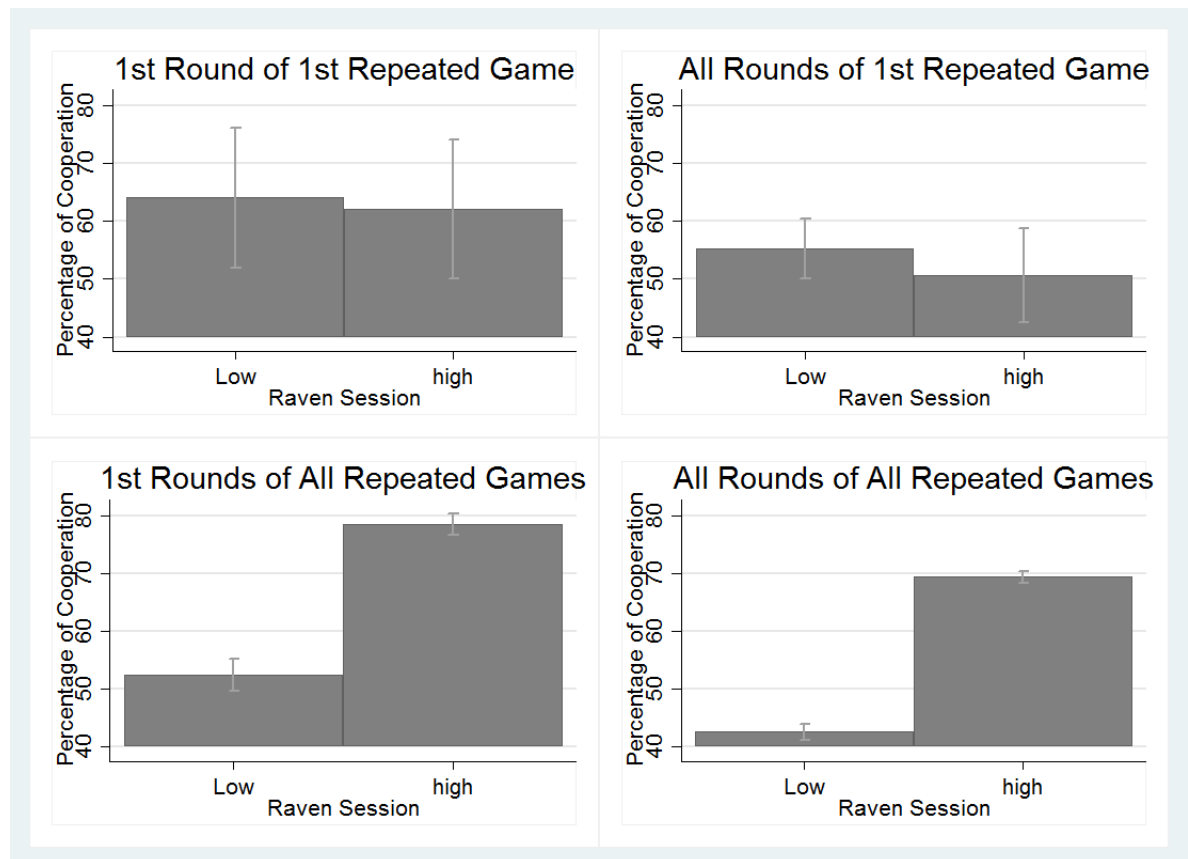 1st Round of 1st Repeated Game
Percentage of Cooperation
80
70
60
50
40
Low high
Raven Session
All Rounds of 1st Repeated Game
Percentage of Cooperation
80
70
60
50
40
Low high
Raven Session
1st Rounds of All Repeated Games
Percentage of Cooperation
80
70
60
50
40
Low high
Raven Session
All Rounds of All Repeated Games
Percentage of Cooperation
80
70
60
50
40
Low high
Raven Session